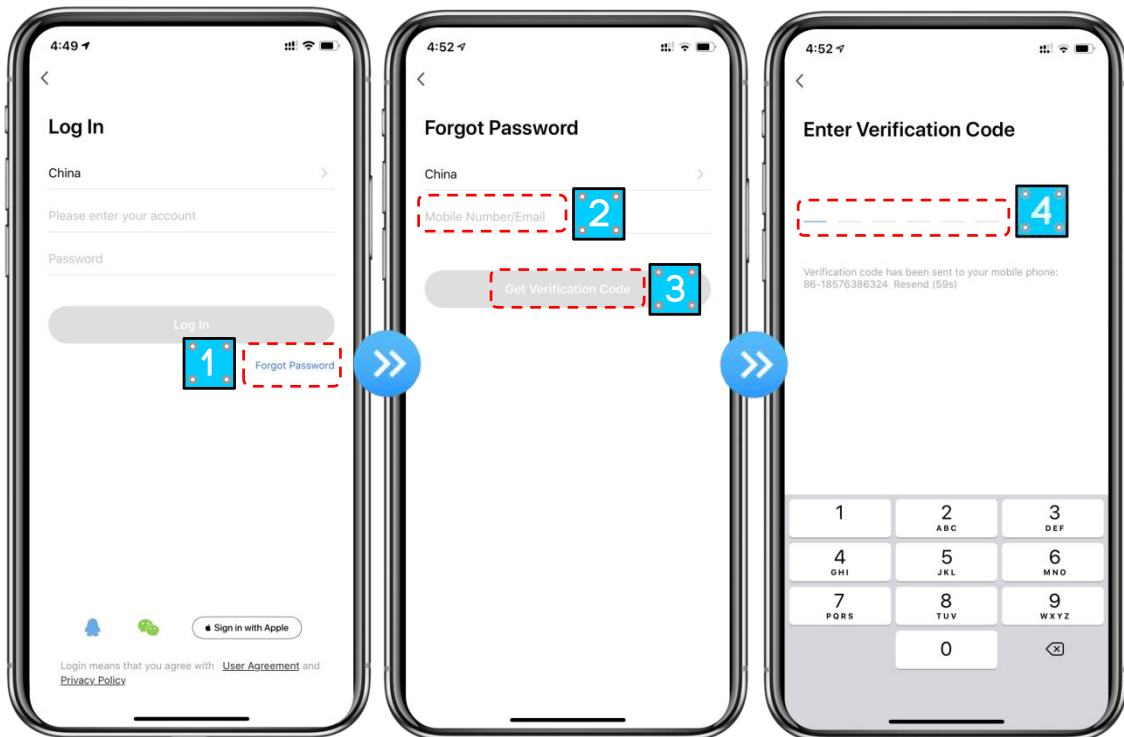 4:49
Log In
China
Please enter your account
Password
Log In
1
Forgot Password
Sign in with Apple
Login means that you agree with User Agreement and
Privacy Policy
4:52
Forgot Password
China
Mobile Number/Email
2
Get Verification Code
3
4:52
Enter Verification Code
4
Verification code has been sent to your mobile phone:
86-18576386324 Resend (59s)
1
2
ABC
3
DEF
4
GHI
5
JKL
6
MNO
7
PQRS
8
TUV
9
WXYZ
0